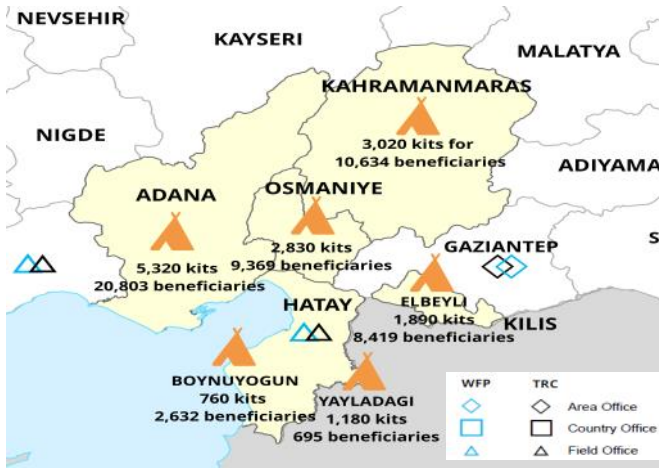 NEVSEHIR
KAYSERI
MALATYA
KAHRAMANMARAS
3,020 kits for
10,634 beneficiaries
NIGDE
ADIYAMA
ADANA
5,320 kits
20,803 beneficiaries
OSMANIYE
2,830 kits
9,369 beneficiaries
GAZIANTEP
S
HATAY
ELBEYLI
1,890 kits
8,419 beneficiaries
KILIS
BOYNUYOGUN
760 kits
2,632 beneficiaries
YAYLADAGI
1,180 kits
695 beneficiaries
WFP TRC
Area Office
Country Office
Field Office